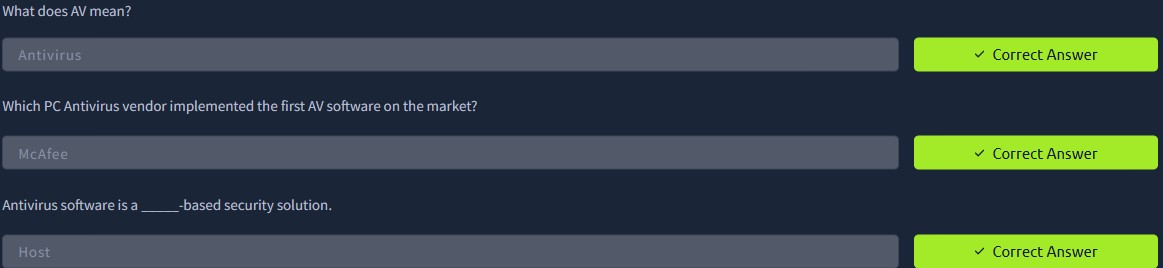 What does AV mean?
Antivirus
✓ Correct Answer
Which PC Antivirus vendor implemented the first AV software on the market?
McAfee
✓ Correct Answer
Antivirus software is a _____-based security solution.
Host
✓ Correct Answer